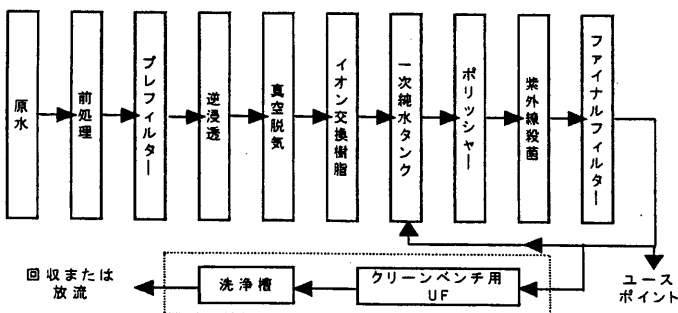 原水
前処理
プレフィルター
逆浸透
真空脱気
イオン交換樹脂
一次純水タンク
ポリッシャー
紫外線殺菌
ファイナルフィルター
回収または
放流
洗浄槽
クリーンベンチ用
UF
ユース
ポイント